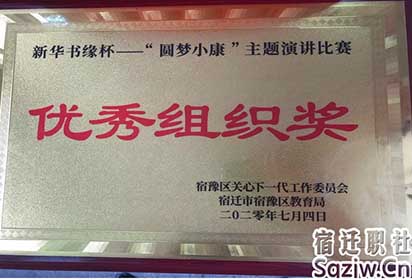 新华书缘杯——“圆梦小康”主题演讲比赛
优秀组织奖
宿豫区关心下一代工作委员会
宿迁市宿豫区教育局
二〇二〇年七月四日
宿迁职社
Sqziw.Cn